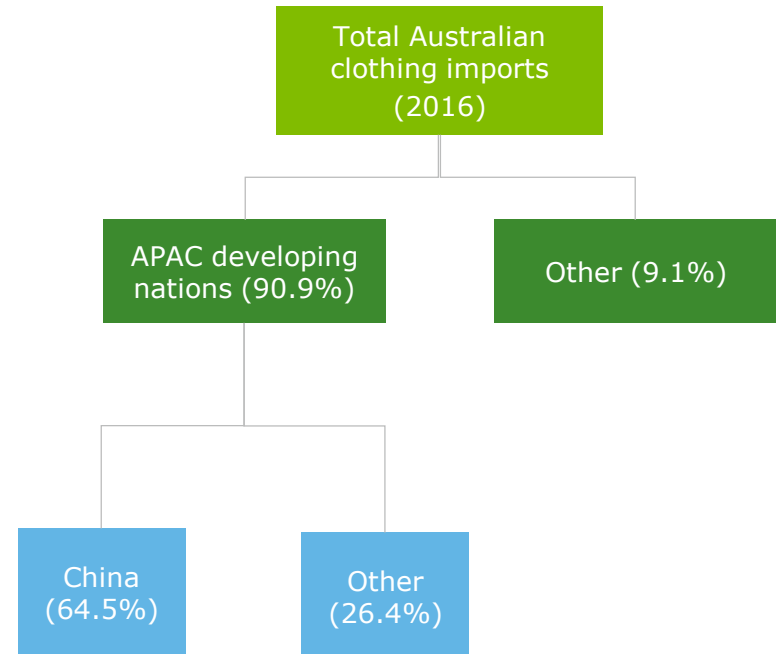 Total Australian
clothing imports
(2016)
APAC developing
nations (90.9%)
Other (9.1%)
China
(64.5%)
Other
(26.4%)